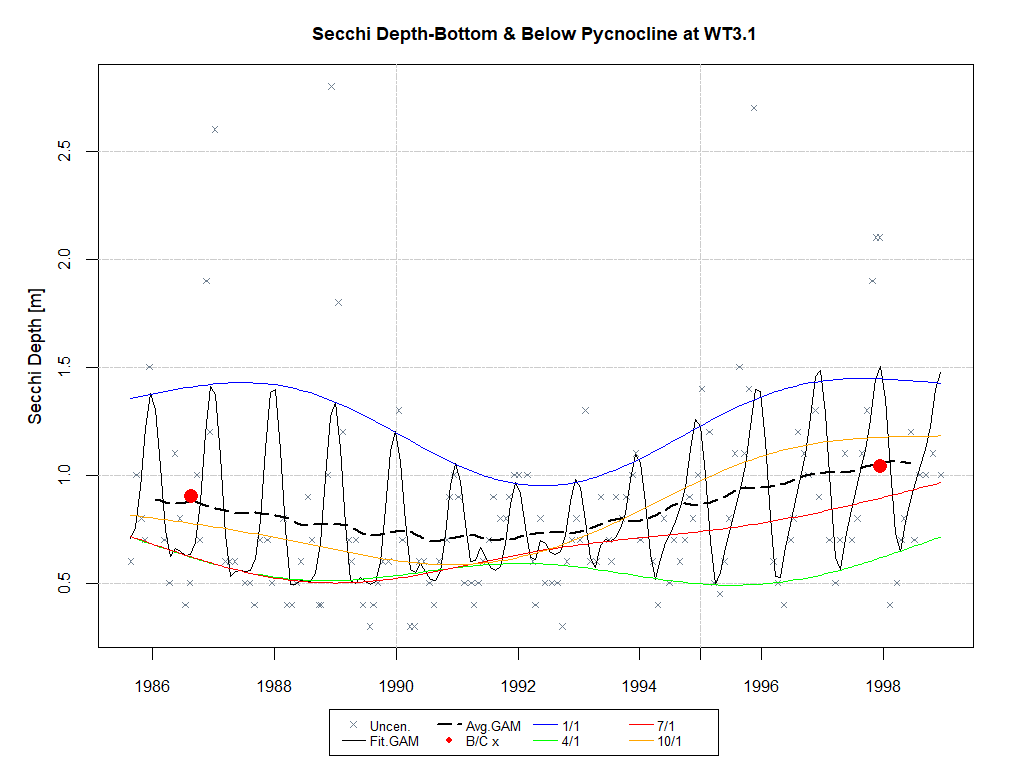 Secchi Depth-Bottom & Below Pycnocline at WT3.1
Secchi Depth [m]
2.5
2.0
1.5
1.0
0.5
1986 1988 1990 1992 1994 1996 1998
Uncen. Avg.GAM 1/1 7/1
Fit.GAM B/C x 4/1 10/1